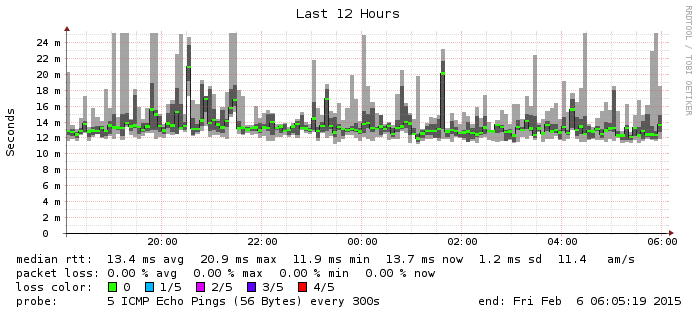 Last 12 Hours
RRDTOOL / TOBI OETIKER
Seconds
24 m
22 m
20 m
18 m
16 m
14 m
12 m
10 m
8 m
6 m
4 m
2 m
0
20:00 22:00 00:00 02:00 04:00 06:00
median rtt: 13.4 ms avg 20.9 ms max 11.9 ms min 13.7 ms now 1.2 ms sd 11.4 am/s
packet loss: 0.00 % avg 0.00 % max 0.00 % min 0.00 % now
loss color: 0 1/5 2/5 3/5 4/5
probe: 5 ICMP Echo Pings (56 Bytes) every 300s end: Fri Feb 6 06:05:19 2015